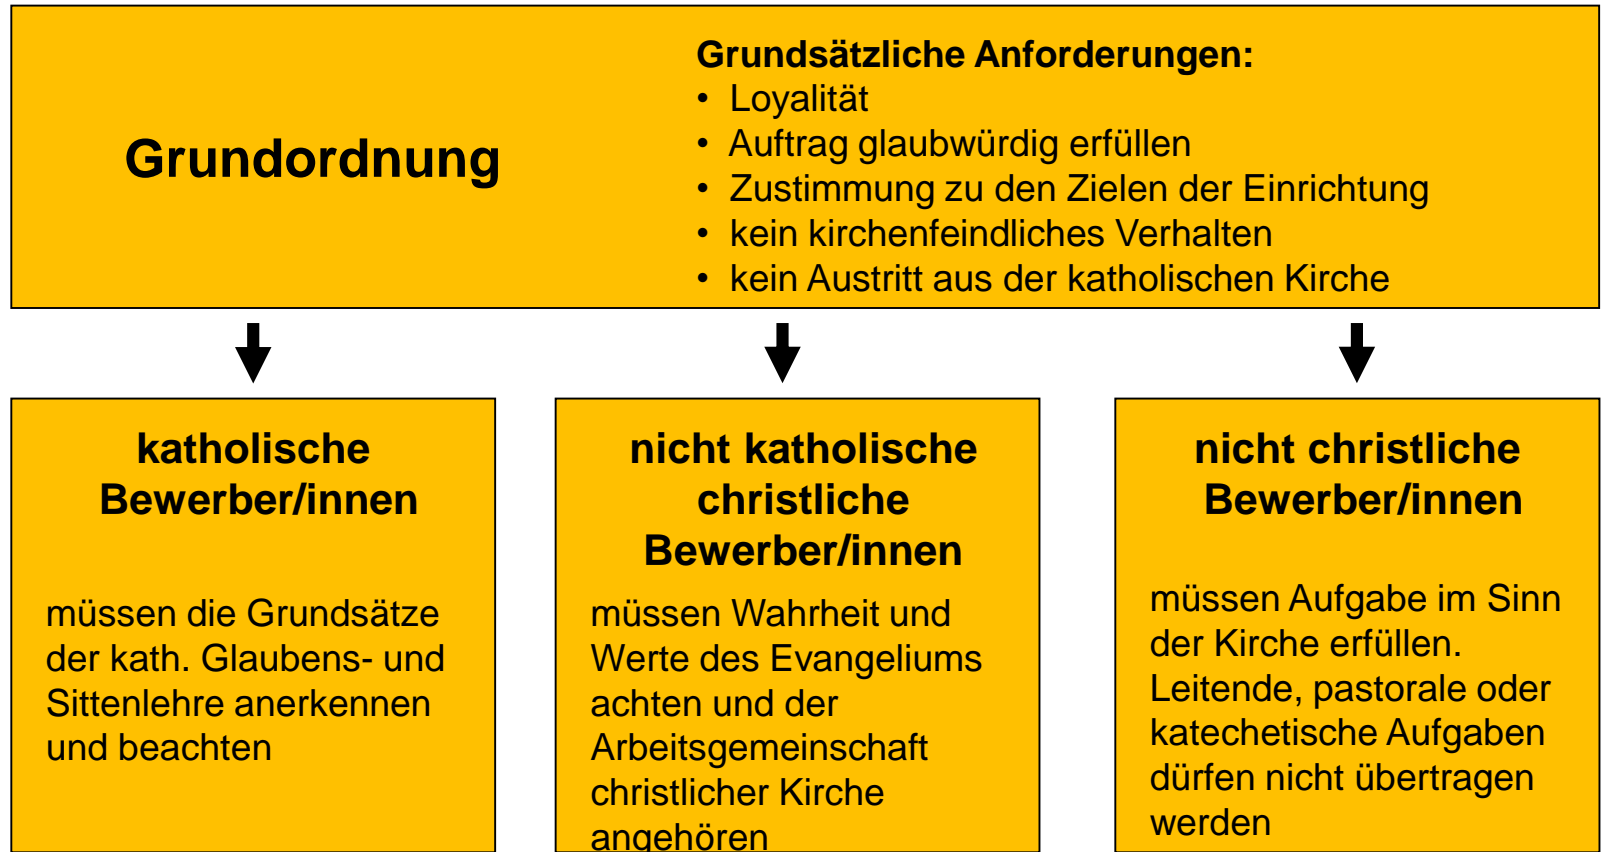 Grundordnung
Grundsätzliche Anforderungen:
• Loyalität
• Auftrag glaubwürdig erfüllen
• Zustimmung zu den Zielen der Einrichtung
• kein kirchenfeindliches Verhalten
• kein Austritt aus der katholischen Kirche
katholische
Bewerber/innen
müssen die Grundsätze
der kath. Glaubens- und
Sittenlehre anerkennen
und beachten
nicht katholische
christliche
Bewerber/innen
müssen Wahrheit und
Werte des Evangeliums
achten und der
Arbeitsgemeinschaft
christlicher Kirche
angehören
nicht christliche
Bewerber/innen
müssen Aufgabe im Sinn
der Kirche erfüllen.
Leitende, pastorale oder
katechetische Aufgaben
dürfen nicht übertragen
werden